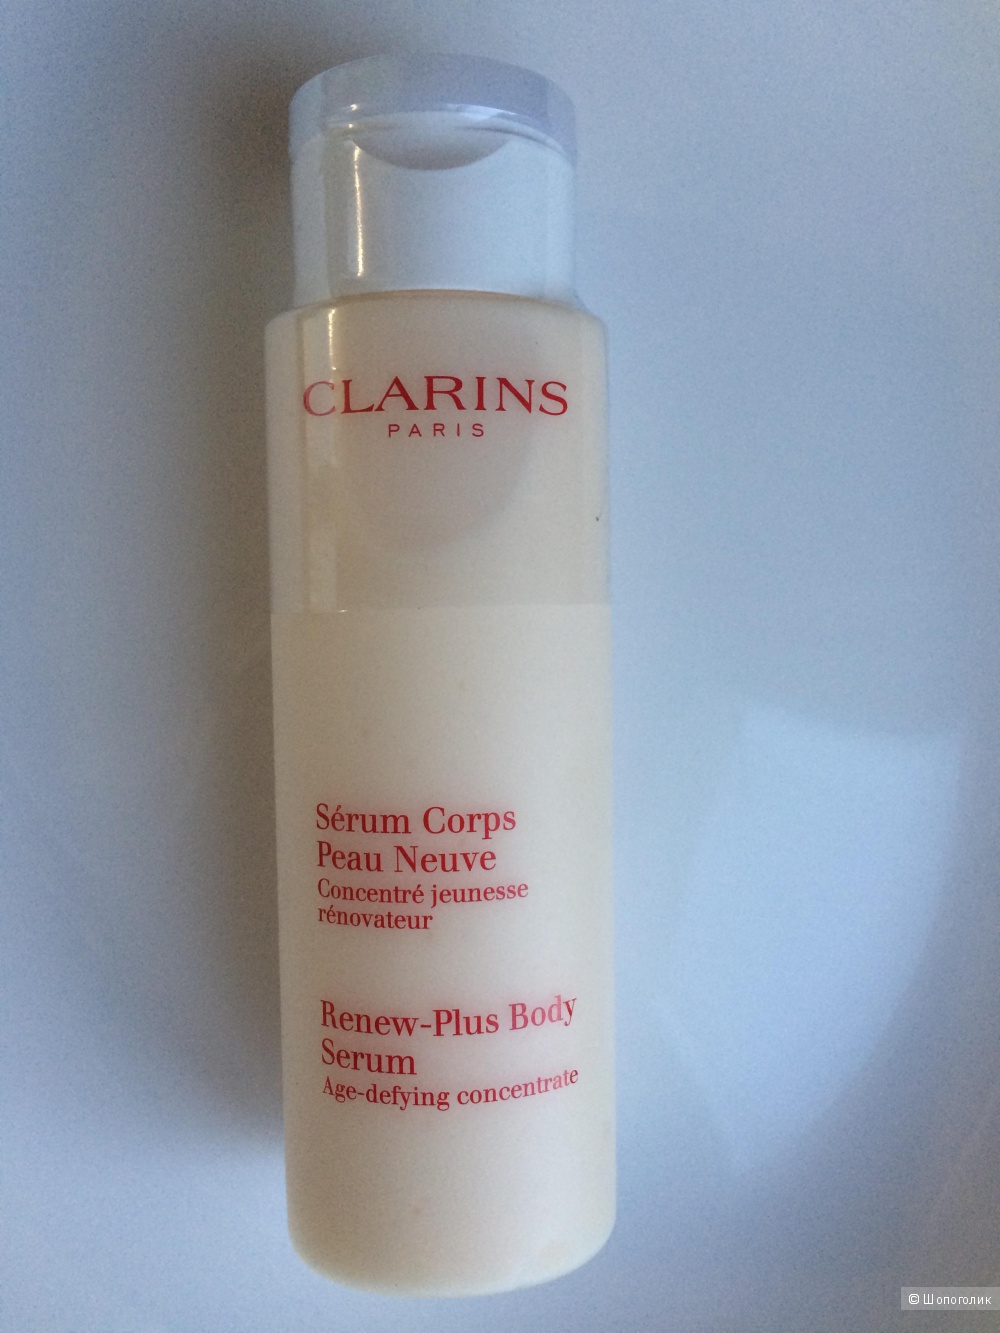 CLARINS
PARIS
Sérum Corps
Peau Neuve
Concentré jeunesse
rénovateur
Renew-Plus Body
Serum
Age-defying concentrate
© Шопоголик